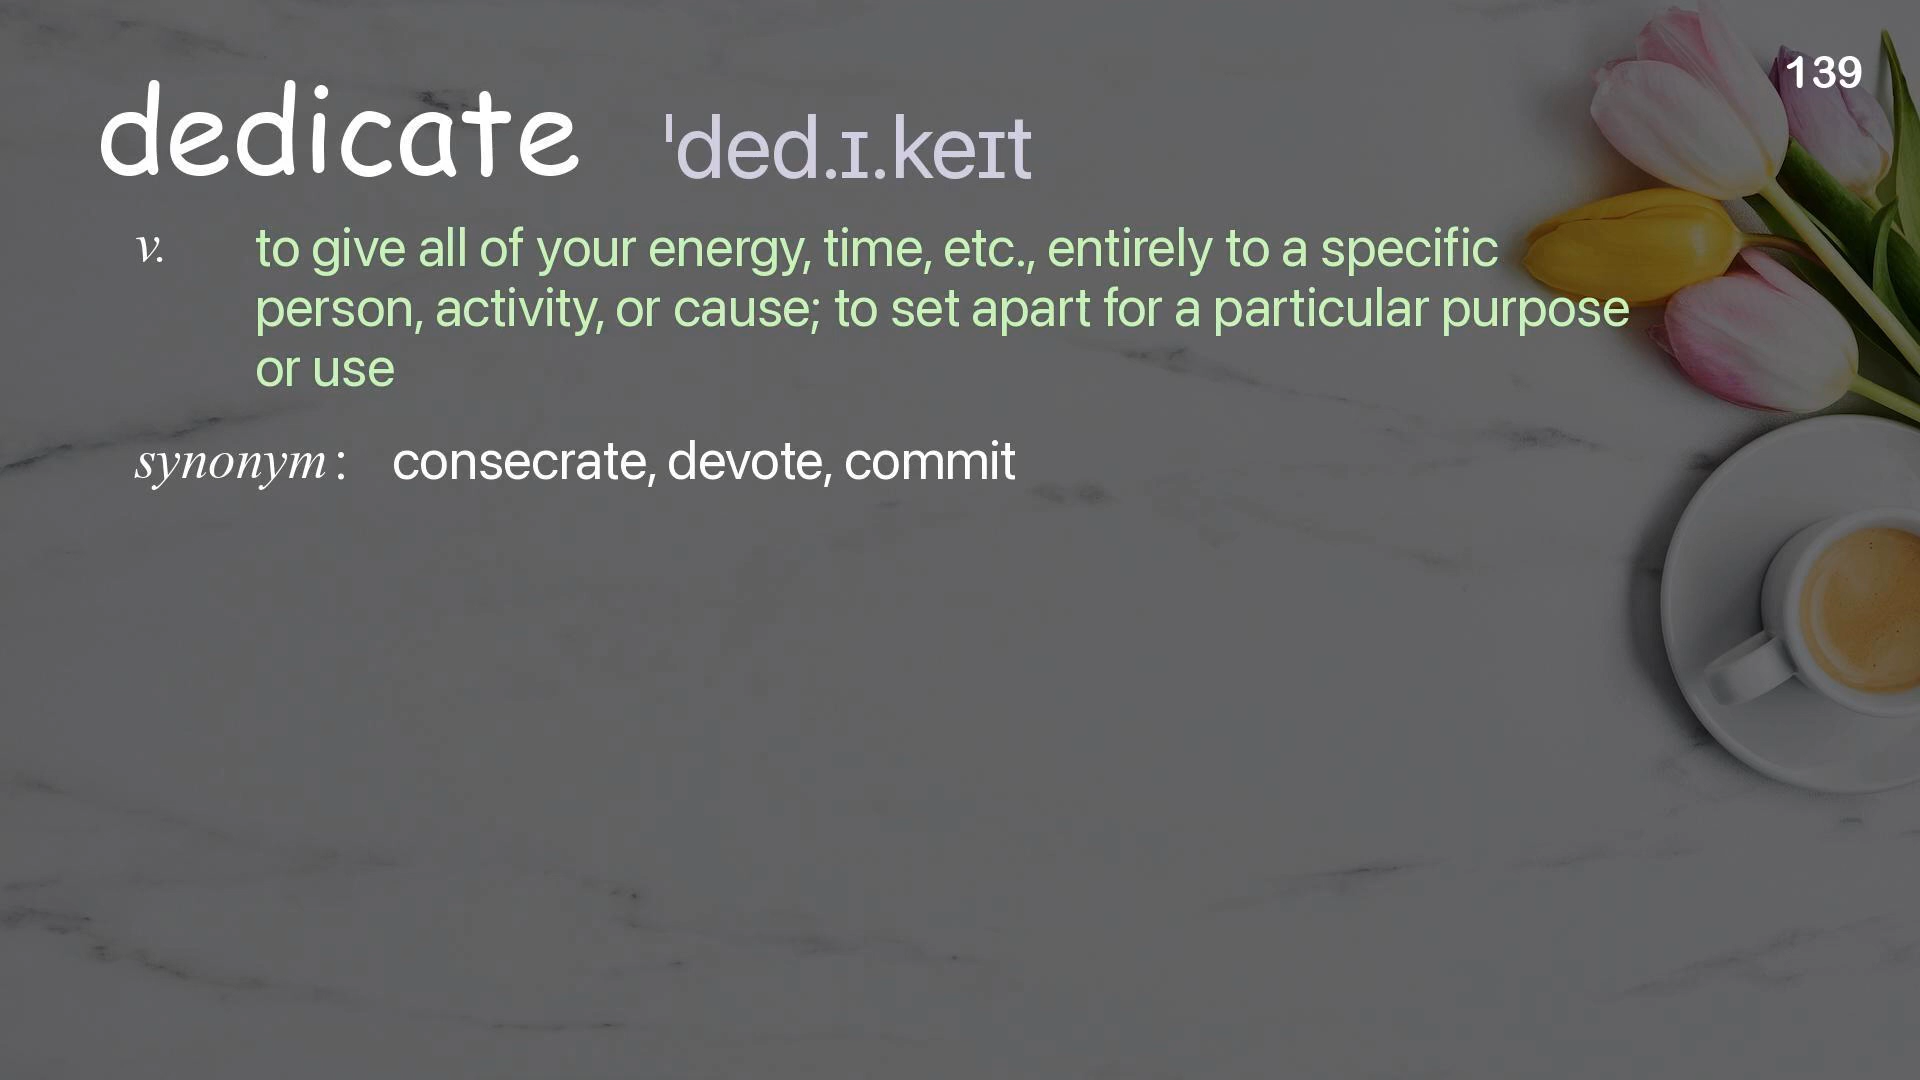 139
dedicate ˈded.ɪ.keɪt
v. to give all of your energy, time, etc., entirely to a specific
person, activity, or cause; to set apart for a particular purpose
or use
synonym : consecrate, devote, commit